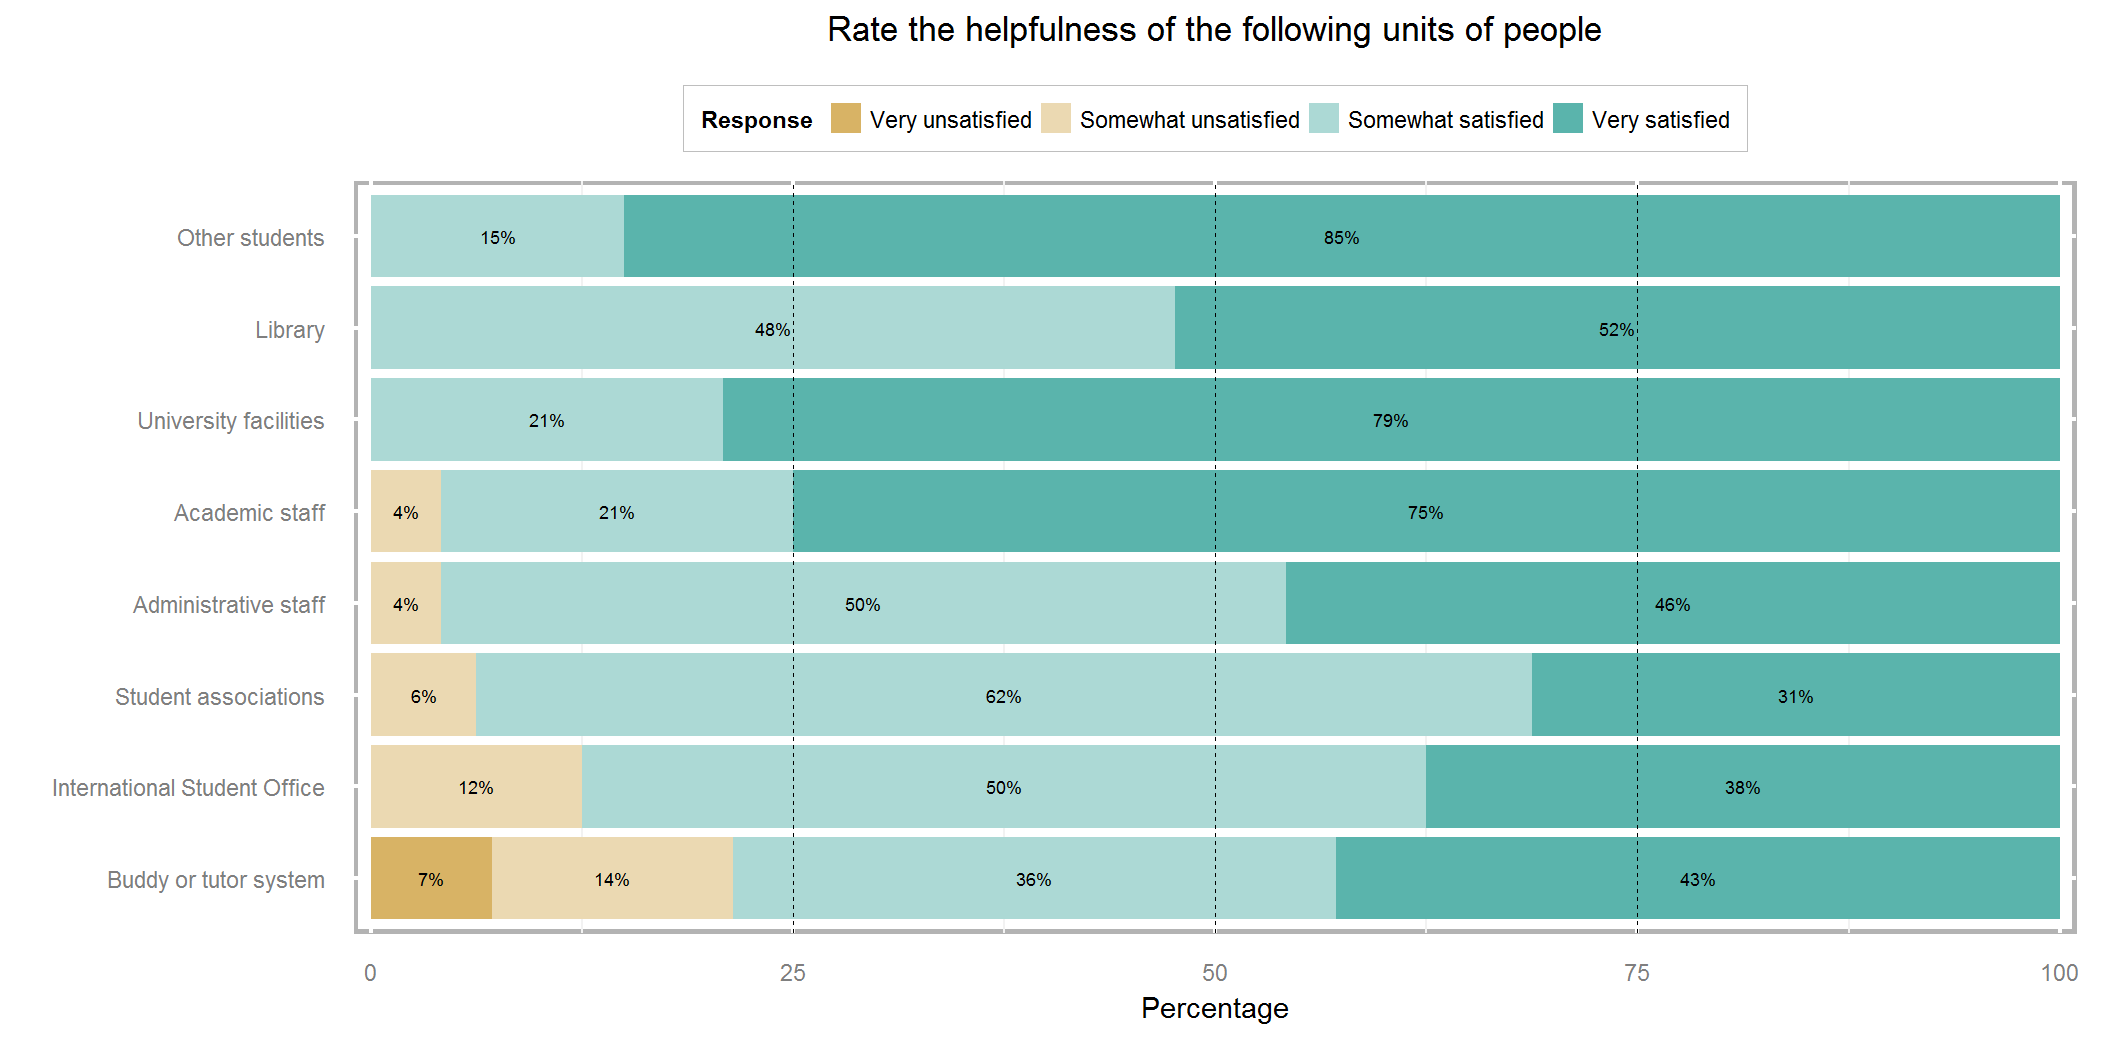 Rate the helpfulness of the following units of people
Response Very unsatisfied Somewhat unsatisfied Somewhat satisfied Very satisfied
Other students 15% 85%
Library 48% 52%
University facilities 21% 79%
Academic staff 4% 21% 75%
Administrative staff 4% 50% 46%
Student associations 6% 62% 31%
International Student Office 12% 50% 38%
Buddy or tutor system 7% 14% 36% 43%
0 25 50 75 100
Percentage